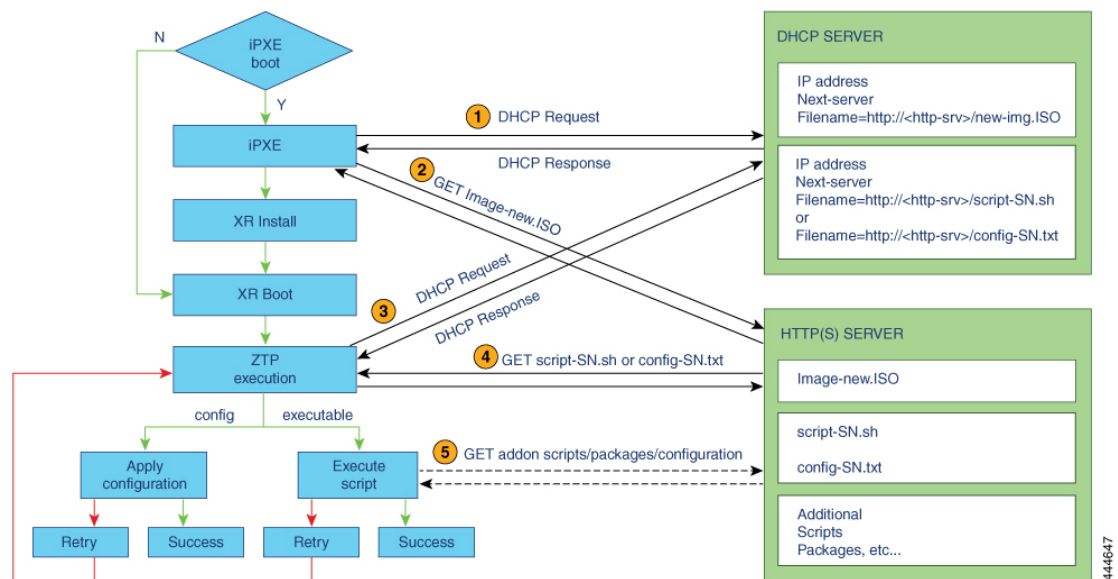 N
iPXE
boot
Y
iPXE
XR Install
XR Boot
ZTP
execution
config
executable
Apply
configuration
Execute
script
Retry
Success
Retry
Success
1 DHCP Request
DHCP Response
2 GET Image-new.ISO
3 DHCP Request
DHCP Response
4 GET script-SN.sh or config-SN.txt
5 GET addon scripts/packages/configuration
DHCP SERVER
IP address
Next-server
Filename=http://<http-srv>/new-img.ISO
IP address
Next-server
Filename=http://<http-srv>/script-SN.sh
or
Filename=http://<http-srv>/config-SN.txt
HTTP(S) SERVER
Image-new.ISO
script-SN.sh
config-SN.txt
Additional
Scripts
Packages, etc...
444647